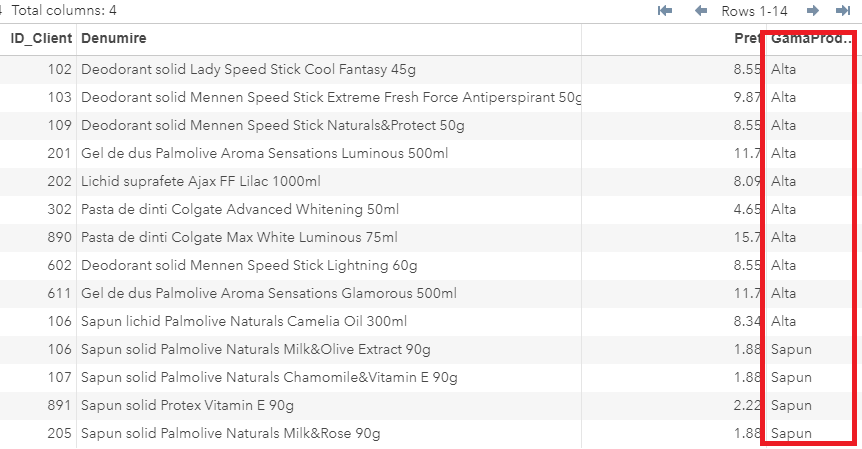 Total columns: 4 Rows 1-14
ID_Client Denumire Pret GamaProd...
102 Deodorant solid Lady Speed Stick Cool Fantasy 45g 8.55 Alta
103 Deodorant solid Mennen Speed Stick Extreme Fresh Force Antiperspirant 50g 9.87 Alta
109 Deodorant solid Mennen Speed Stick Naturals&Protect 50g 8.55 Alta
201 Gel de dus Palmolive Aroma Sensations Luminous 500ml 11.7 Alta
202 Lichid suprafete Ajax FF Lilac 1000ml 8.09 Alta
302 Pasta de dinti Colgate Advanced Whitening 50ml 4.65 Alta
890 Pasta de dinti Colgate Max White Luminous 75ml 15.7 Alta
602 Deodorant solid Mennen Speed Stick Lightning 60g 8.55 Alta
611 Gel de dus Palmolive Aroma Sensations Glamorous 500ml 11.7 Alta
106 Sapun lichid Palmolive Naturals Camelia Oil 300ml 8.34 Alta
106 Sapun solid Palmolive Naturals Milk&Olive Extract 90g 1.88 Sapun
107 Sapun solid Palmolive Naturals Chamomile&Vitamin E 90g 1.88 Sapun
891 Sapun solid Protex Vitamin E 90g 2.22 Sapun
205 Sapun solid Palmolive Naturals Milk&Rose 90g 1.88 Sapun